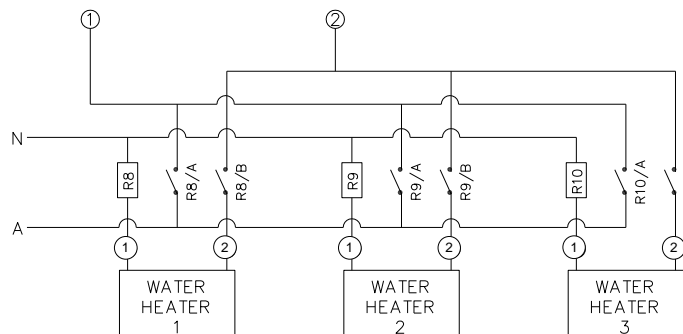 1
2
N
R8
R8/A
R8/B
R9
R9/A
R9/B
R10
R10/A
A
1
2
1
2
1
2
WATER
HEATER
1
WATER
HEATER
2
WATER
HEATER
3